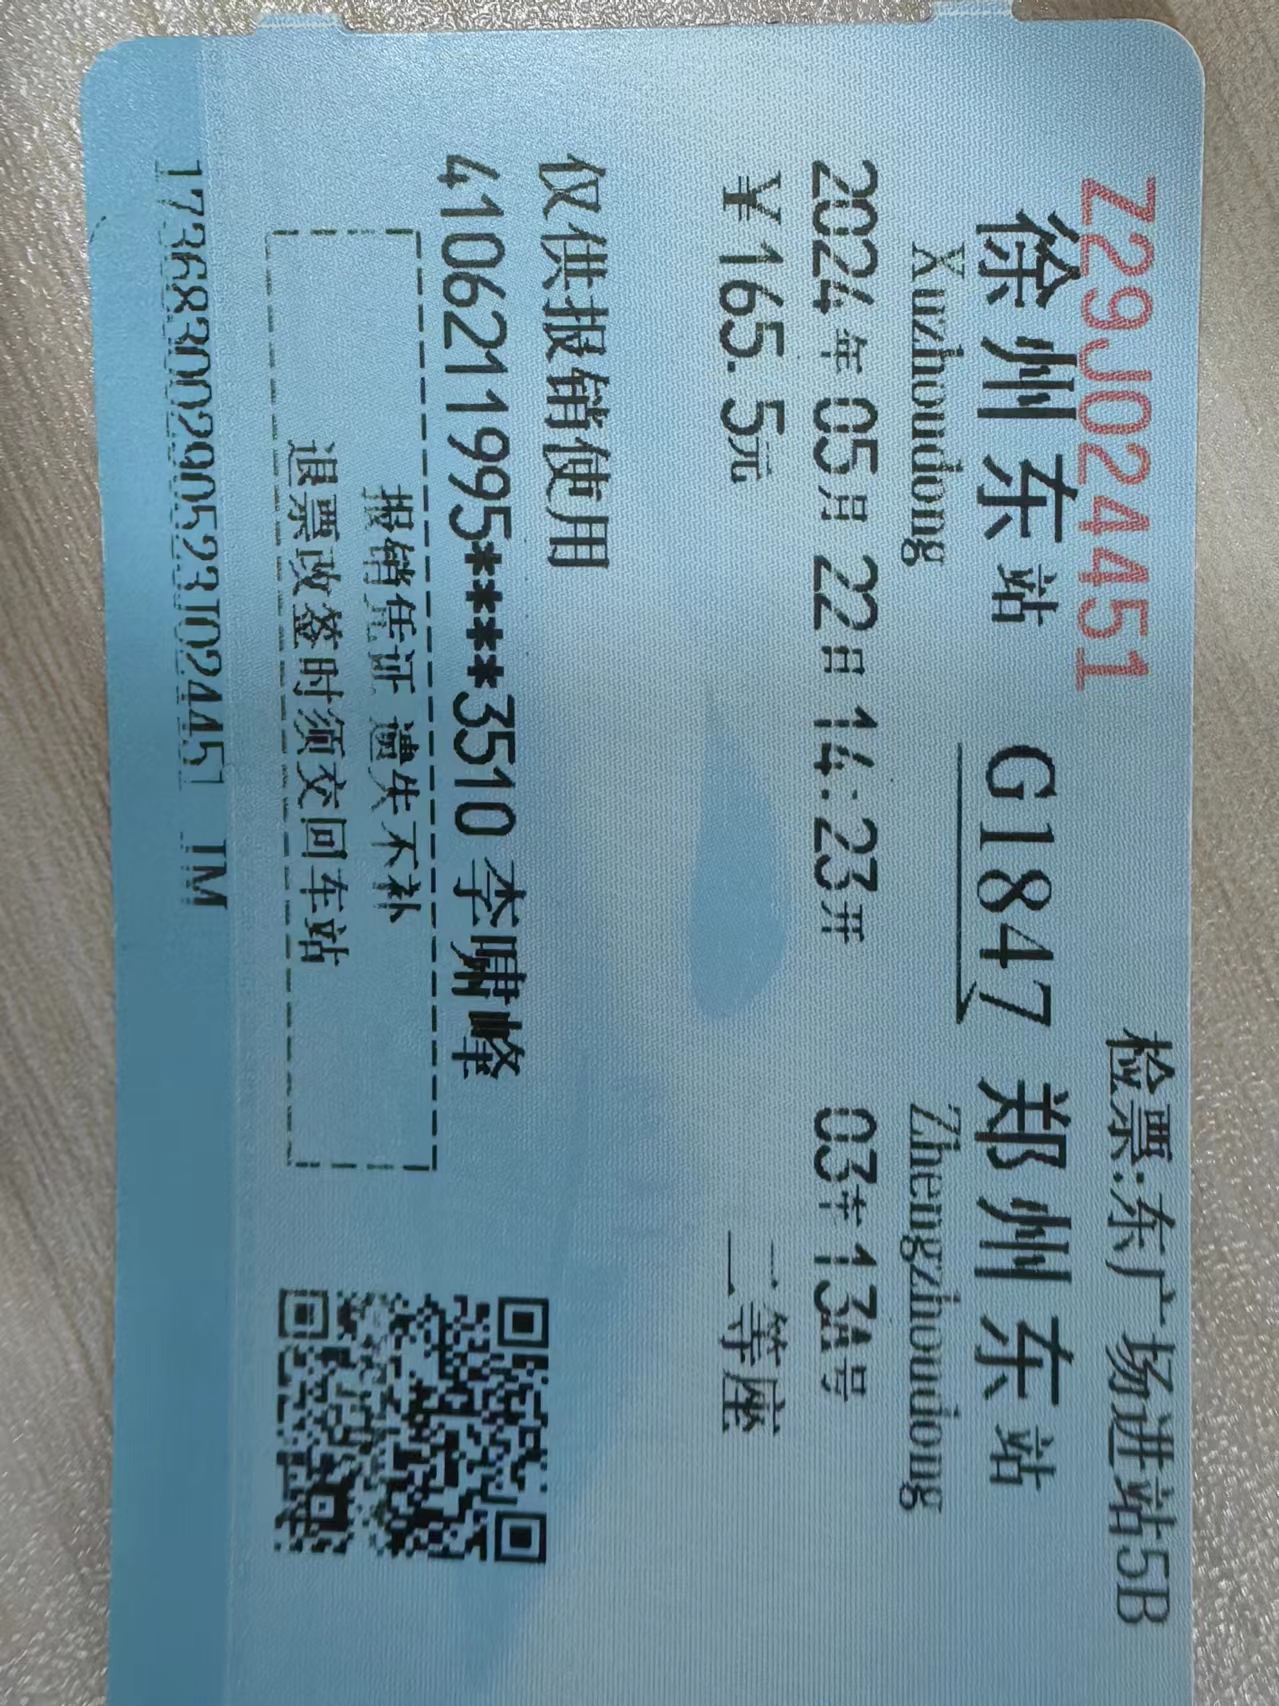 Z29J024451 检票:东广场进站5B
徐州东站 G1847 郑州东站
Xuzhoudong Zhengzhoudong
2024年05月22日14:23开 03车13A号
￥165.5元 二等座
仅供报销使用
4106211995****3510 李啸峰
报销凭证 遗失不补
退票改签时须交回车站
17368300290523J024451 TM